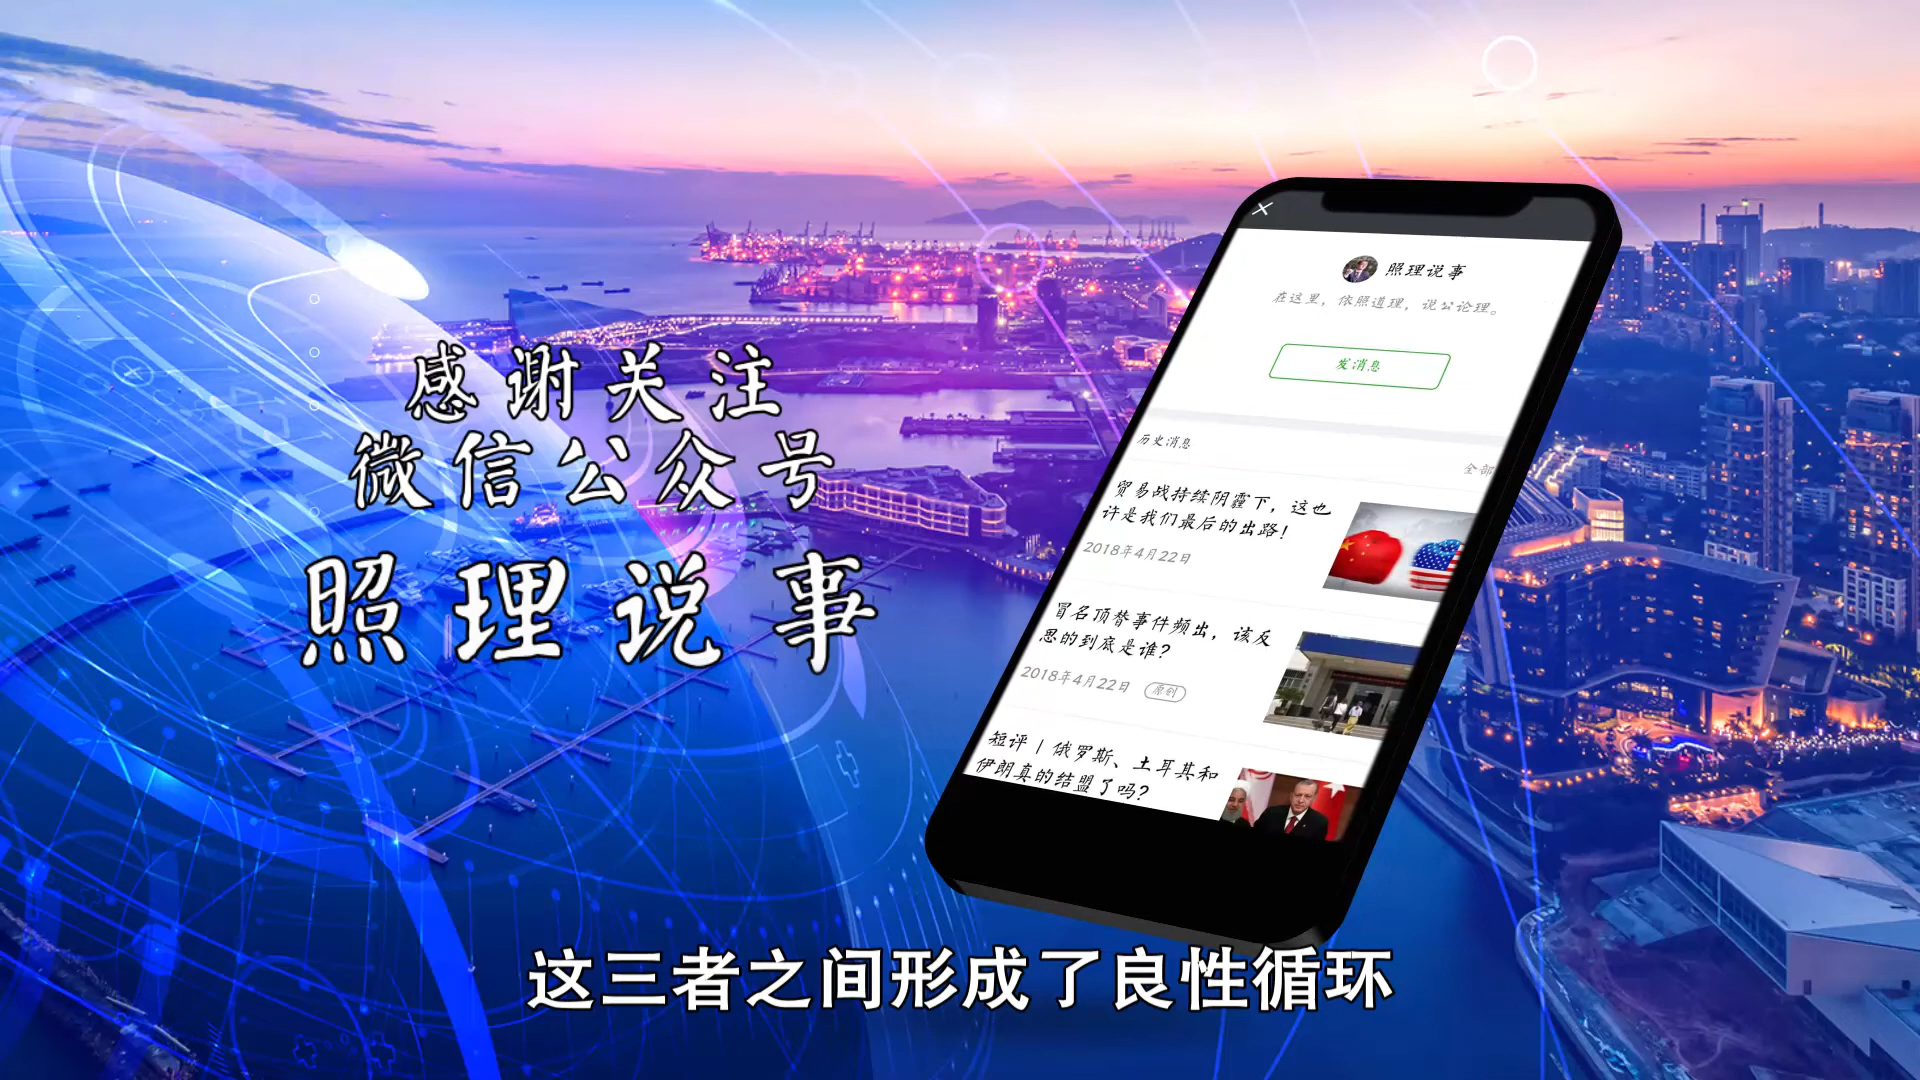 感谢关注
微信公众号
照理说事
照理说事
在这里，依照道理，说公论理。
发消息
历史消息
全部
贸易战持续阴霾下，这也
许是我们最后的出路！
2018年4月22日
冒名顶替事件频出，该反
思的到底是谁？
2018年4月22日 原创
短评 | 俄罗斯、土耳其和
伊朗真的结盟了吗？
这三者之间形成了良性循环